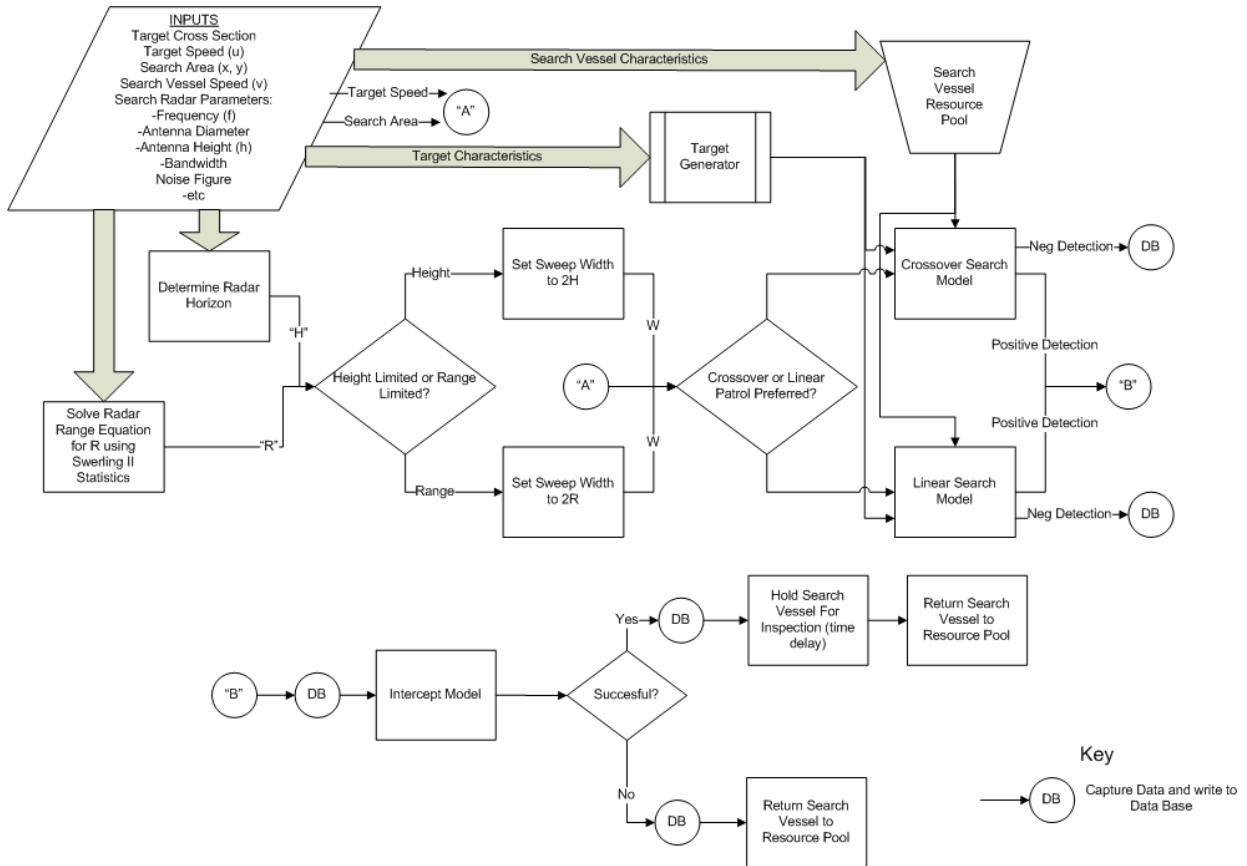 INPUTS
Target Cross Section
Target Speed (u)
Search Area (x, y)
Search Vessel Speed (v)
Search Radar Parameters:
-Frequency (f)
-Antenna Diameter
-Antenna Height (h)
-Bandwidth
Noise Figure
-etc
Search Vessel Characteristics
Search
Vessel
Resource
Pool
Target Speed
Search Area
“A”
Target Characteristics
Target
Generator
Determine Radar
Horizon
“H”
Solve Radar
Range Equation
for R using
Swerling II
Statistics
“R”
Height Limited or Range
Limited?
Height
Range
Set Sweep Width
to 2H
Set Sweep Width
to 2R
W
W
“A”
Crossover or Linear
Patrol Preferred?
Crossover Search
Model
Neg Detection
DB
Positive Detection
“B”
Positive Detection
Linear Search
Model
Neg Detection
DB
“B”
DB
Intercept Model
Succesful?
Yes
DB
Hold Search
Vessel For
Inspection (time
delay)
Return Search
Vessel to
Resource Pool
No
DB
Return Search
Vessel to
Resource Pool
Key
DB
Capture Data and write to
Data Base